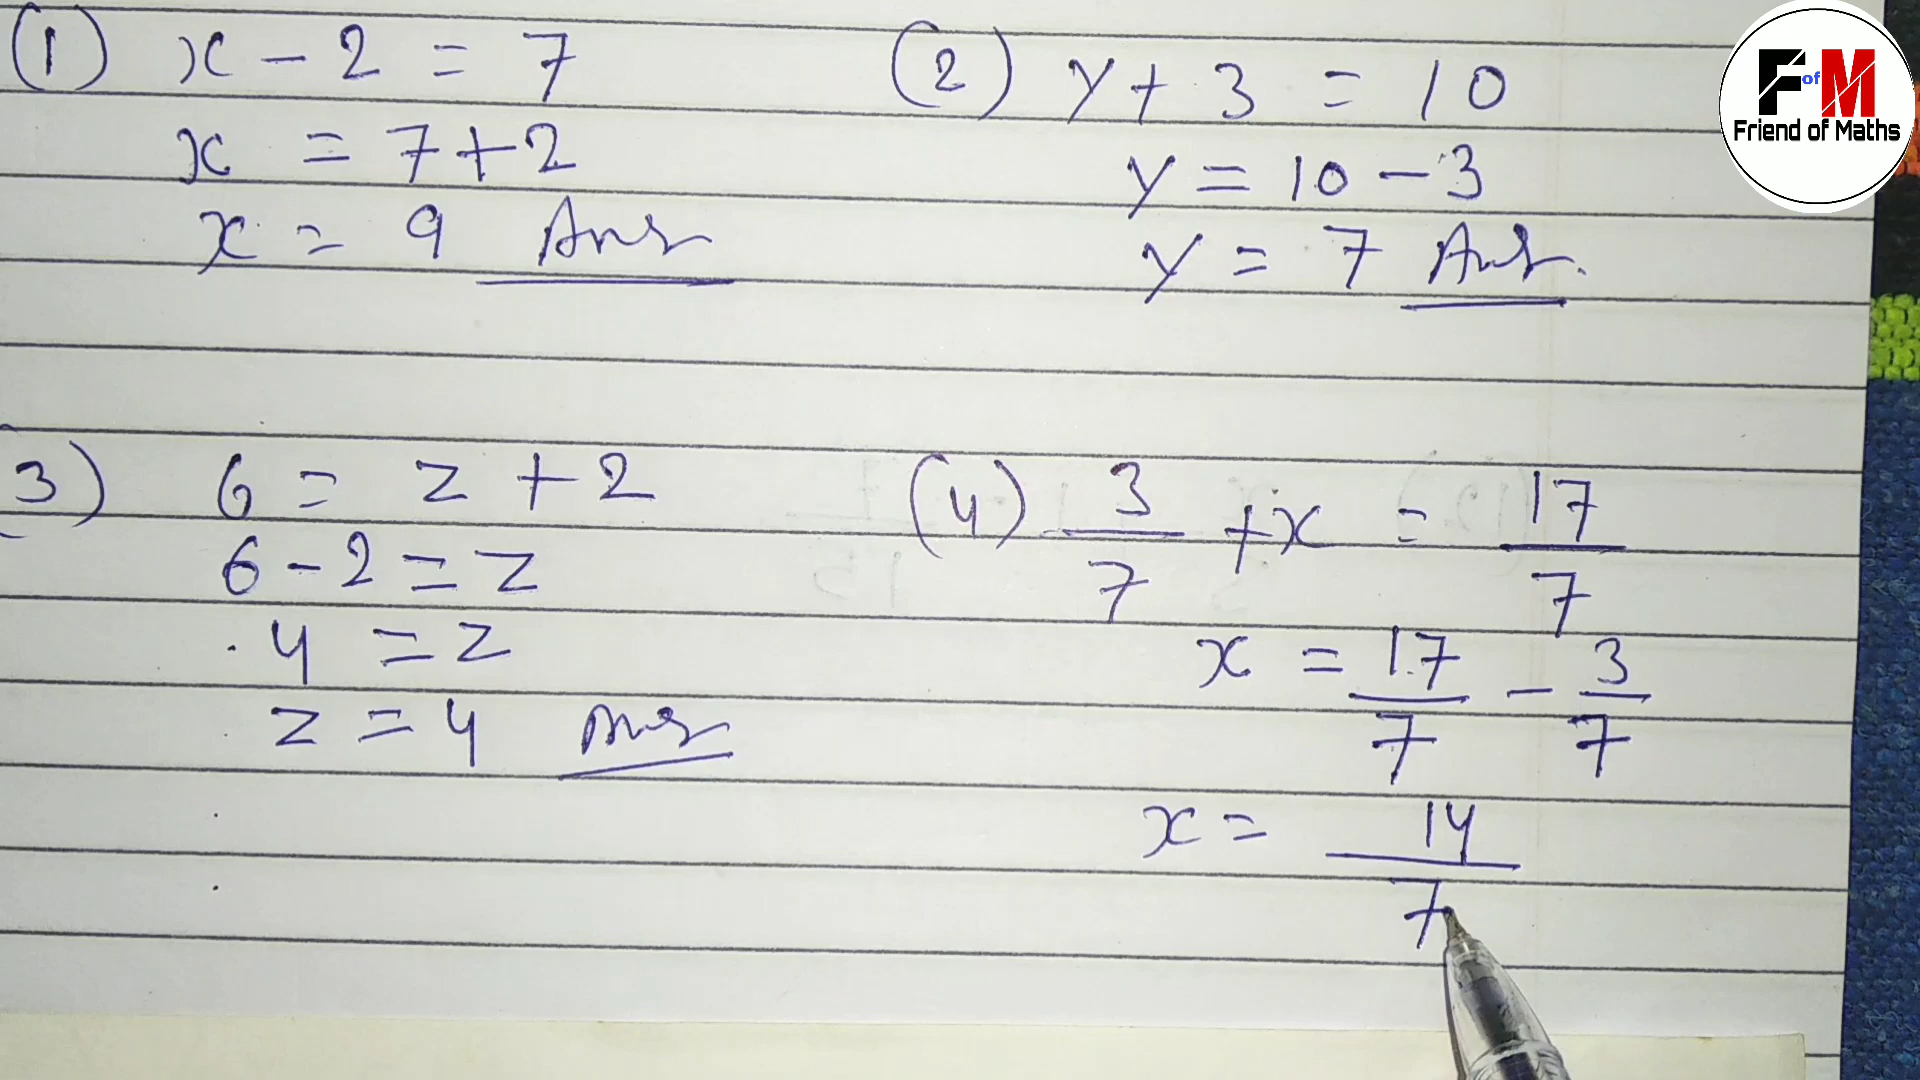 (1) x - 2 = 7
x = 7 + 2
x = 9 Ans
(2) y + 3 = 10
y = 10 - 3
y = 7 Ans.
3) 6 = z + 2
6 - 2 = z
4 = z
z = 4 Ans
(4) 3/7 + x = 17/7
x = 17/7 - 3/7
x = 14/7
F of M
Friend of Maths